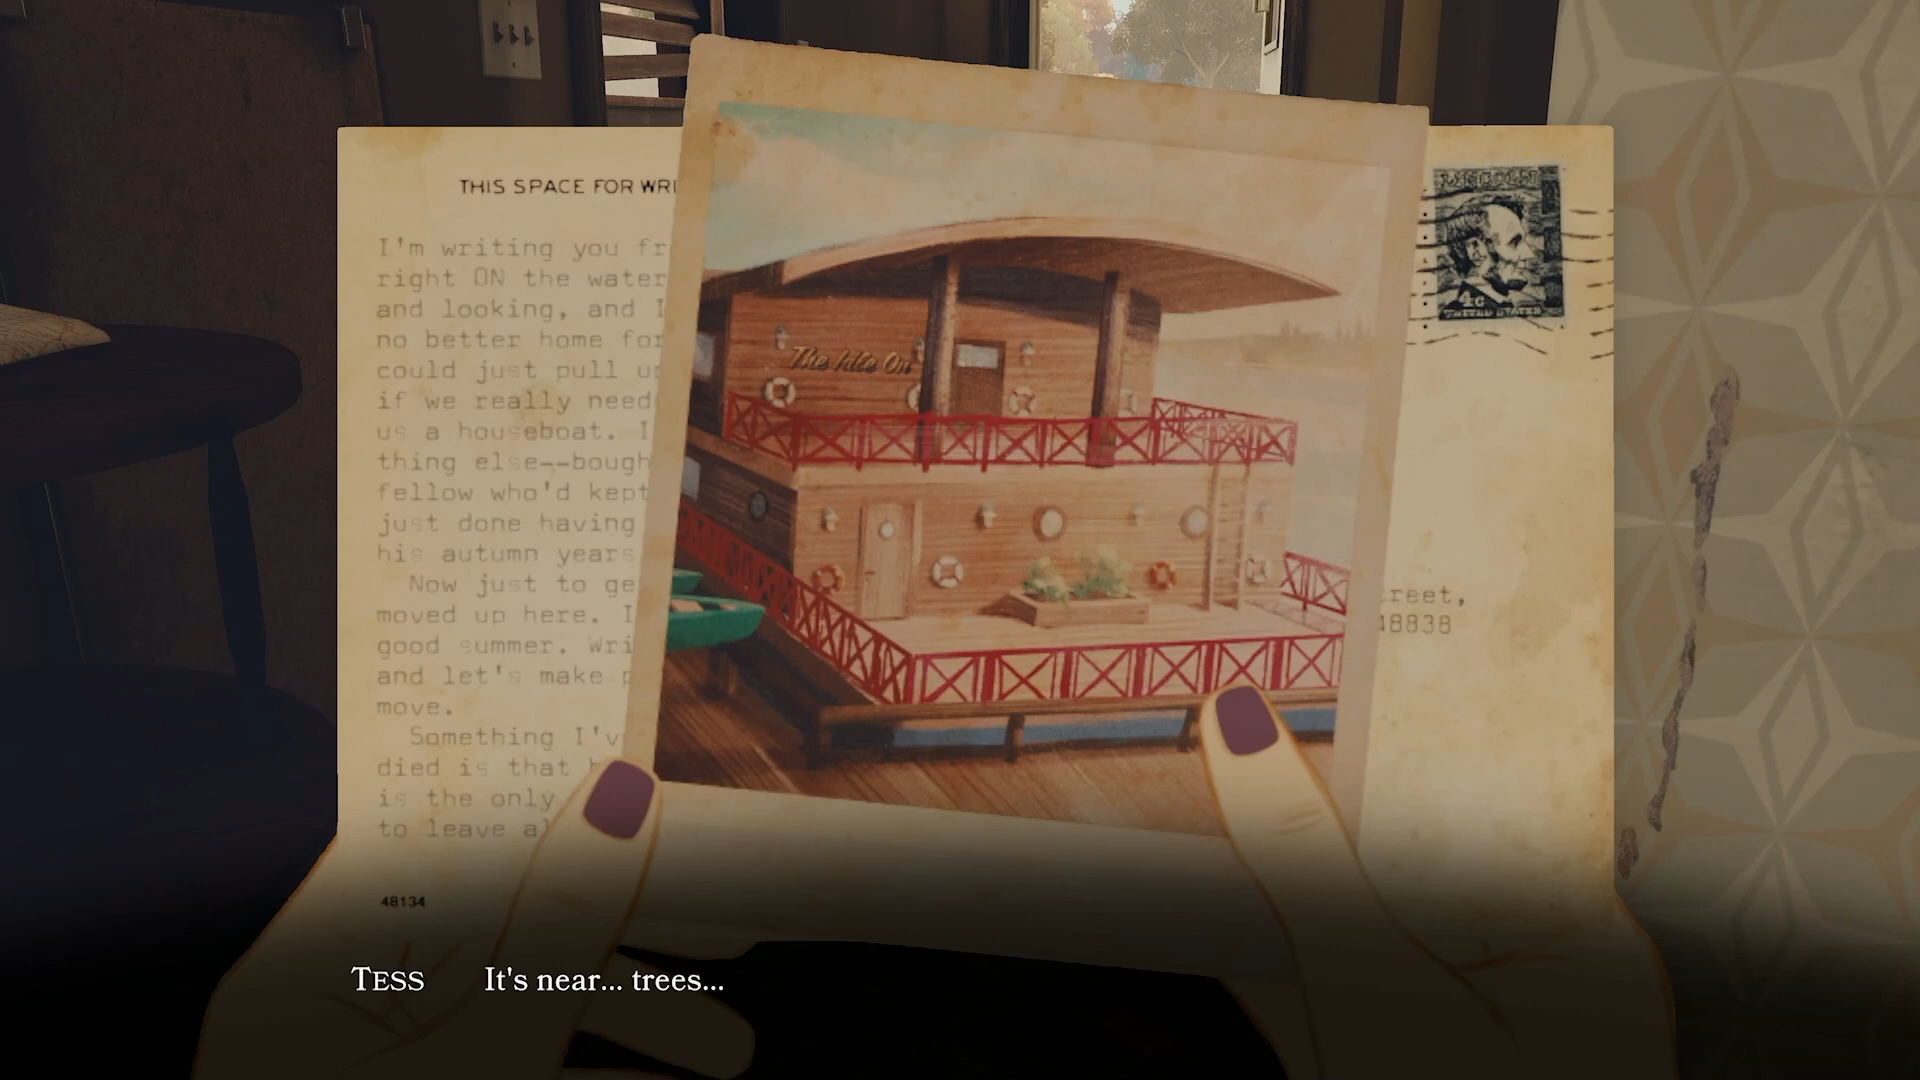 THIS SPACE FOR WRI
I'm writing you fr
right ON the water
and looking, and I
no better home for
could just pull u
if we really need
us a houseboat. I
thing else--bough
fellow who'd kept
just done having
his autumn years
Now just to ge
moved up here. I
good summer. Wri
and let's make p
move.
Something I'v
died is that h
is the only
to leave al
48134
The Idle On
LINCOLN
4c
UNITED STATES
reet,
48838
TESS It's near... trees...